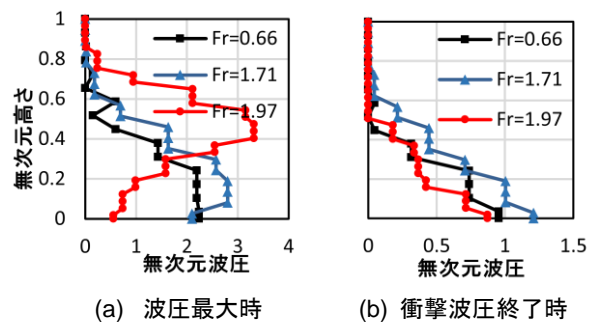 (a)
(b)
1
0.8
0.6
0.4
0.2
0
無次元高さ
Fr=0.66
Fr=1.71
Fr=1.97
Fr=0.66
Fr=1.71
Fr=1.97
0 1 2 3 4
0 0.5 1 1.5
無次元波圧
無次元波圧
(a) 波圧最大時
(b) 衝撃波圧終了時